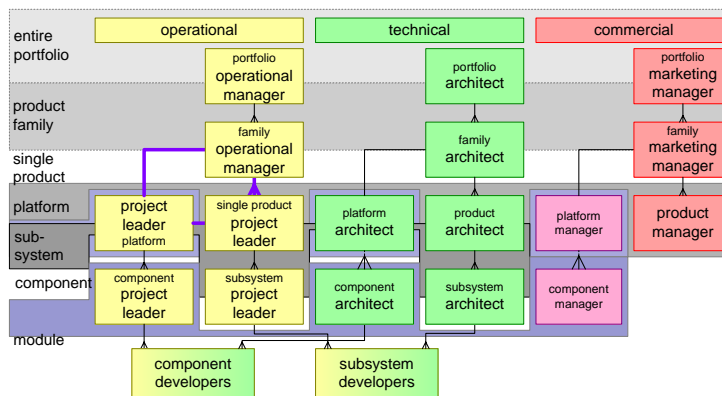 entire
portfolio
operational
technical
commercial
portfolio
operational
manager
portfolio
architect
portfolio
marketing
manager
product
family
family
operational
manager
family
architect
family
marketing
manager
single
product
platform
project
leader
platform
single product
project
leader
platform
architect
product
architect
platform
manager
product
manager
sub-
system
component
component
project
leader
subsystem
project
leader
component
architect
subsystem
architect
component
manager
module
component
developers
subsystem
developers